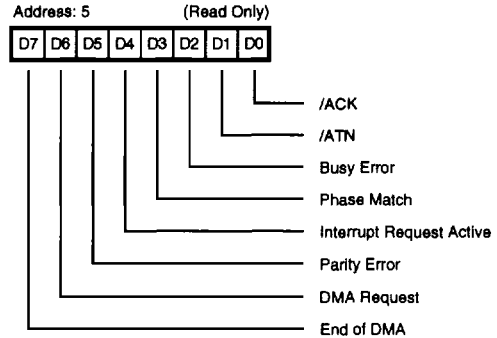 Address: 5 (Read Only)
D7 D6 D5 D4 D3 D2 D1 D0
/ACK
/ATN
Busy Error
Phase Match
Interrupt Request Active
Parity Error
DMA Request
End of DMA